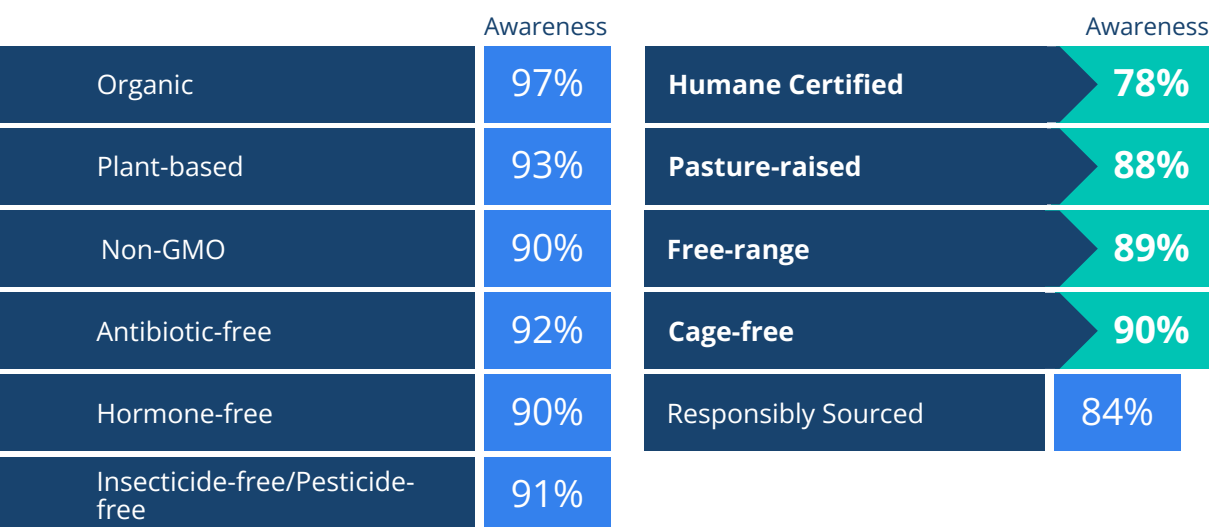 Awareness
Organic 97%
Plant-based 93%
Non-GMO 90%
Antibiotic-free 92%
Hormone-free 90%
Insecticide-free/Pesticide-
free 91%
Awareness
Humane Certified 78%
Pasture-raised 88%
Free-range 89%
Cage-free 90%
Responsibly Sourced 84%